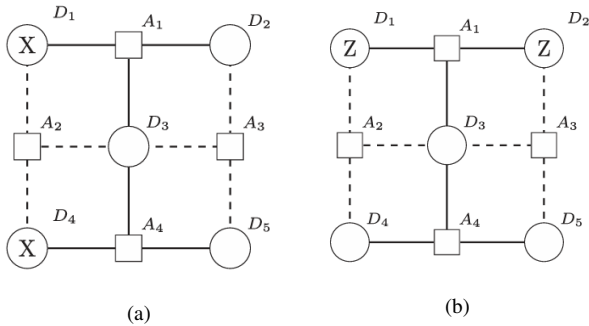 D1 A1 D2
X
A2 D3 A3
D4 A4 D5
X
(a)
D1 A1 D2
Z Z
A2 D3 A3
D4 A4 D5
(b)